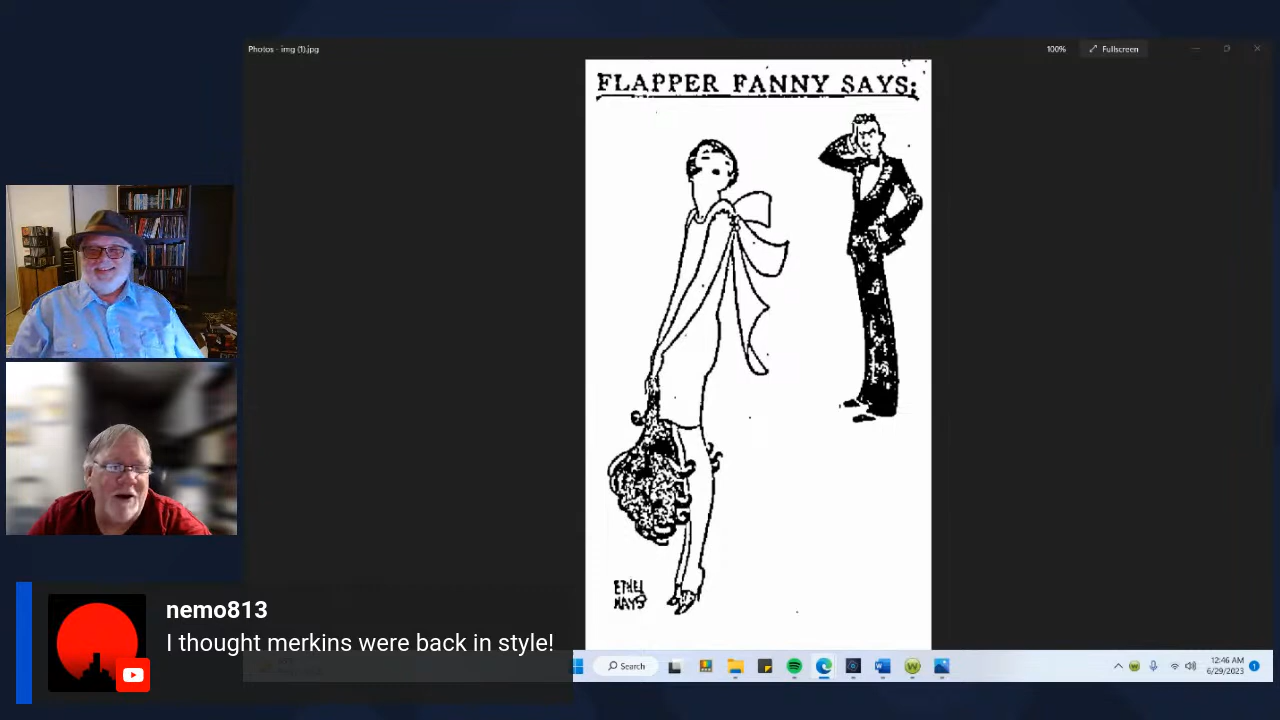 Photos - img (1).jpg
100%
Fullscreen
FLAPPER FANNY SAYS:
ETHEL
HAYS
nemo813
I thought merkins were back in style!
Search
12:46 AM
6/29/2023
1